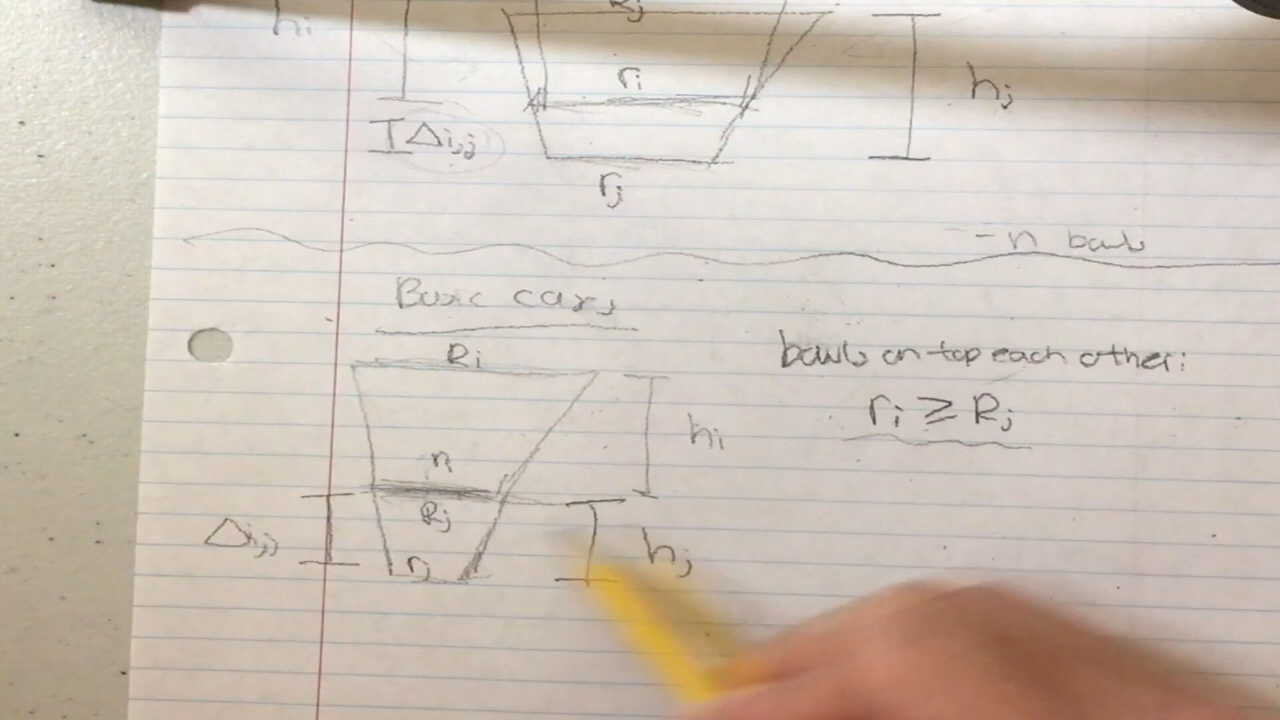 Rj
hi
ri
hj
Δi,j
rj
- n bowls
Basic cases
Ri
bowls on top each other:
ri ≥ Rj
hi
ri
Rj
Δi,j
hj
rj